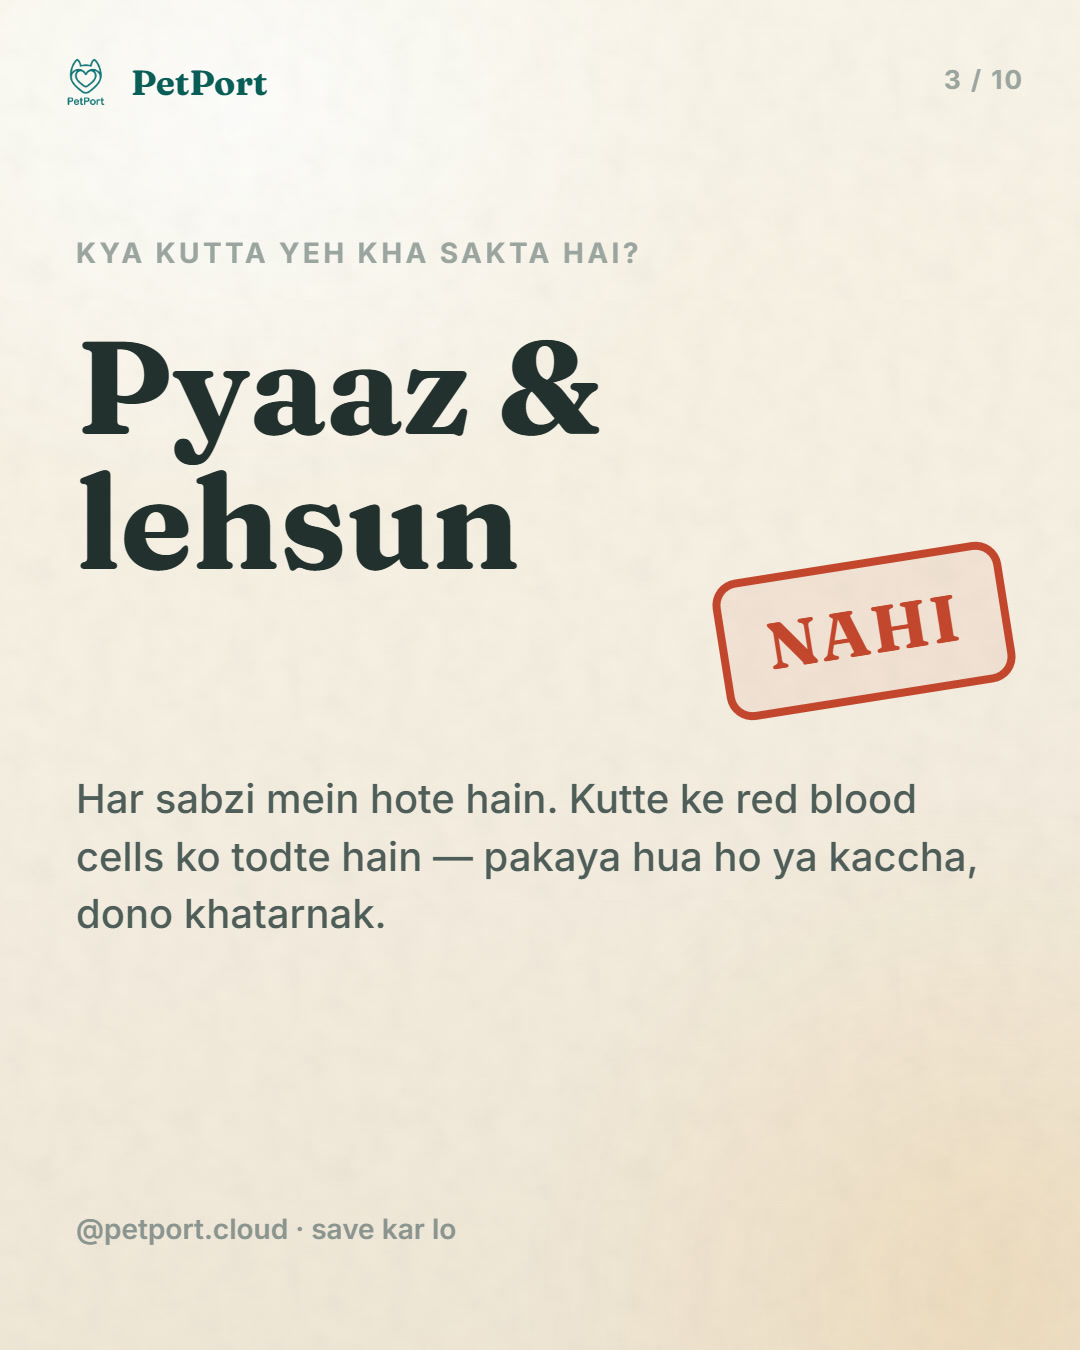 PetPort
PetPort
3 / 10
KYA KUTTA YEH KHA SAKTA HAI?
Pyaaz &
lehsun
NAHI
Har sabzi mein hote hain. Kutte ke red blood
cells ko todte hain — pakaya hua ho ya kaccha,
dono khatarnak.
@petport.cloud · save kar lo